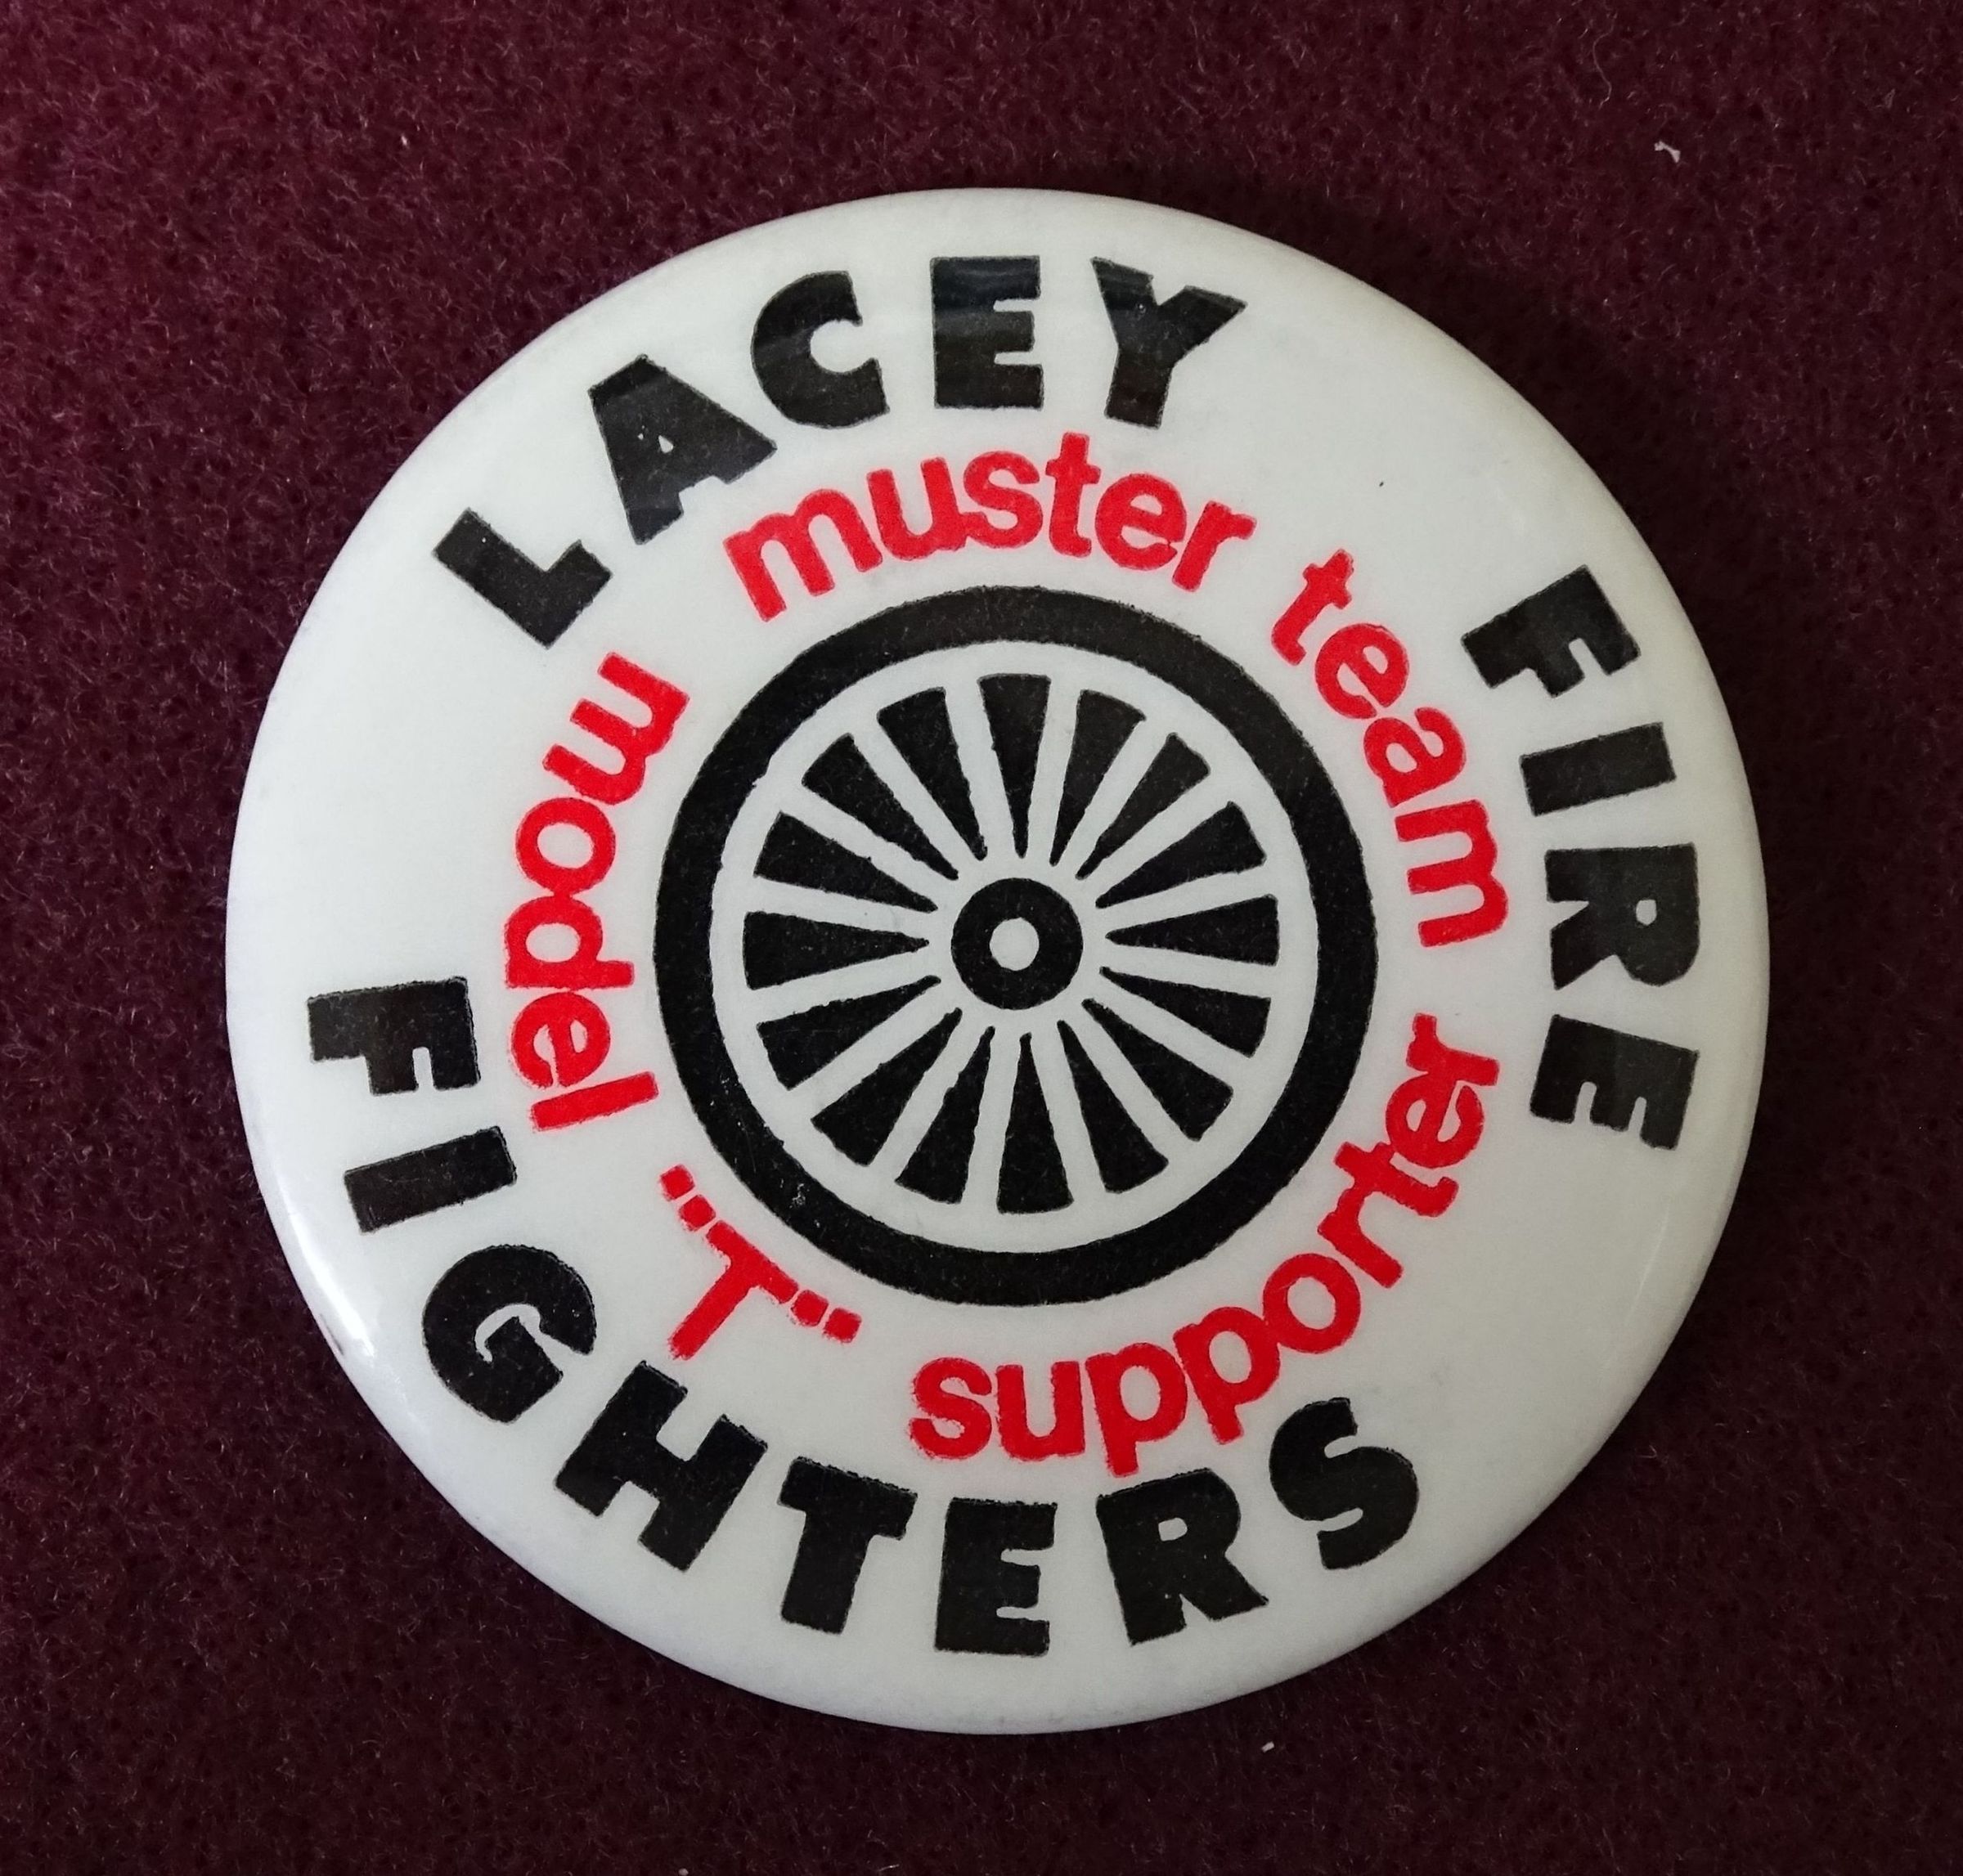 LACEY FIRE
FIGHTERS
muster team
model "T" supporter